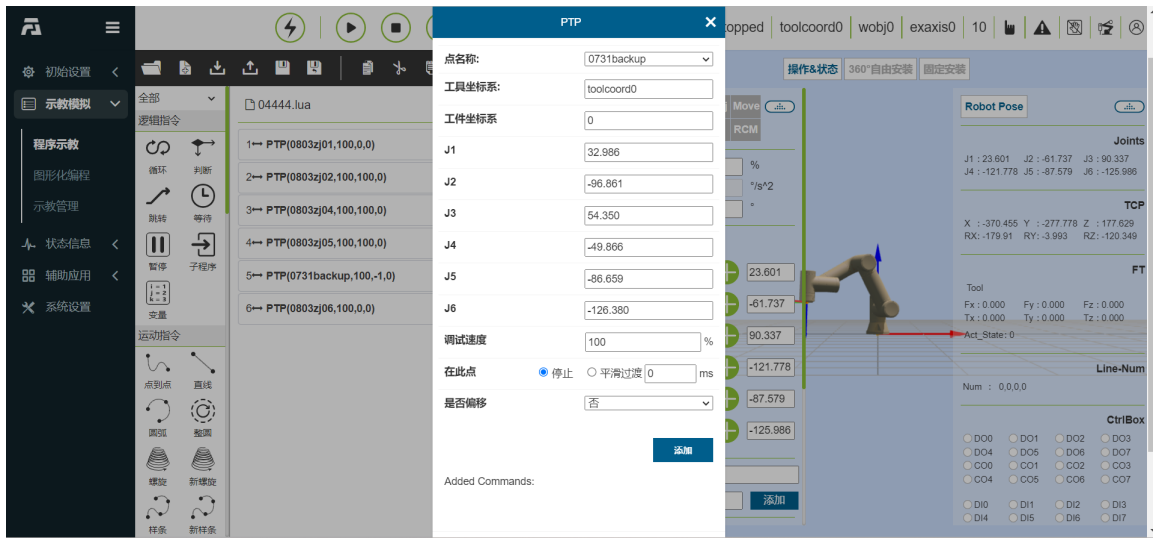 PTP
opped toolcoord0 wobj0 exaxis0 10
初始设置
示教模拟
程序示教
图形化编程
示教管理
状态信息
辅助应用
系统设置
全部
逻辑指令
循环 判断
跳转 等待
暂停 子程序
变量
运动指令
点到点 直线
圆弧 整圆
螺旋 新螺旋
样条 新样条
04444.lua
1 PTP(0803zj01,100,0,0)
2 PTP(0803zj02,100,100,0)
3 PTP(0803zj04,100,100,0)
4 PTP(0803zj05,100,100,0)
5 PTP(0731backup,100,-1,0)
6 PTP(0803zj06,100,0,0)
点名称: 0731backup
工具坐标系: toolcoord0
工件坐标系 0
J1 32.986
J2 -96.861
J3 54.350
J4 -49.866
J5 -86.659
J6 -126.380
调试速度 100 %
在此点 停止 平滑过渡 0 ms
是否偏移 否
添加
Added Commands:
操作&状态 360°自由安装 固定安装
Move
RCM
%
°/s^2
°
23.601
-61.737
90.337
-121.778
-87.579
-125.986
添加
Robot Pose
Joints
J1 : 23.601 J2 : -61.737 J3 : 90.337
J4 : -121.778 J5 : -87.579 J6 : -125.986
TCP
X : -370.455 Y : -277.778 Z : 177.629
RX: -179.91 RY: -3.993 RZ: -120.349
FT
Tool
Fx : 0.000 Fy : 0.000 Fz : 0.000
Tx : 0.000 Ty : 0.000 Tz : 0.000
Act_State: 0
Line-Num
Num : 0,0,0,0
CtrlBox
DO0 DO1 DO2 DO3
DO4 DO5 DO6 DO7
CO0 CO1 CO2 CO3
CO4 CO5 CO6 CO7
DI0 DI1 DI2 DI3
DI4 DI5 DI6 DI7